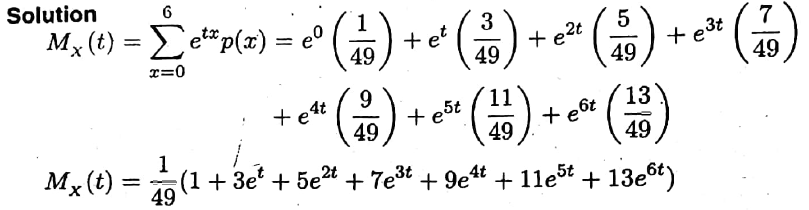 Solution
M_X(t) = \sum_{x=0}^{6} e^{tx} p(x) = e^0 \left( \frac{1}{49} \right) + e^t \left( \frac{3}{49} \right) + e^{2t} \left( \frac{5}{49} \right) + e^{3t} \left( \frac{7}{49} \right)
+ e^{4t} \left( \frac{9}{49} \right) + e^{5t} \left( \frac{11}{49} \right) + e^{6t} \left( \frac{13}{49} \right)
M_X(t) = \frac{1}{49} (1 + 3e^t + 5e^{2t} + 7e^{3t} + 9e^{4t} + 11e^{5t} + 13e^{6t})